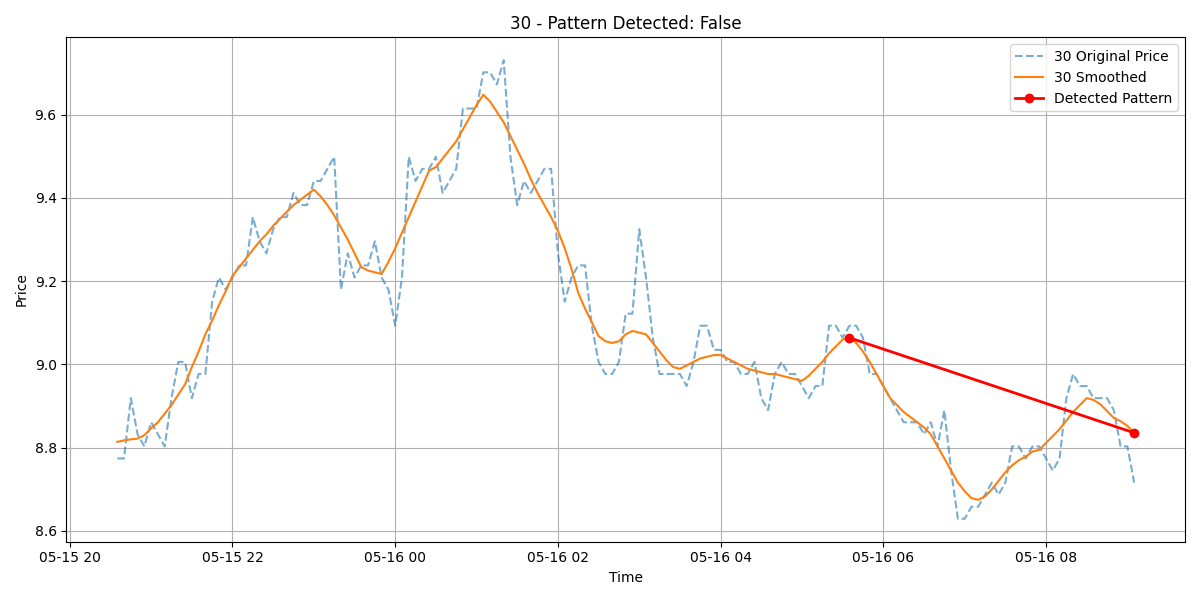 30 - Pattern Detected: False
30 Original Price
30 Smoothed
Detected Pattern
Price
9.6
9.4
9.2
9.0
8.8
8.6
05-15 20
05-15 22
05-16 00
05-16 02
05-16 04
05-16 06
05-16 08
Time